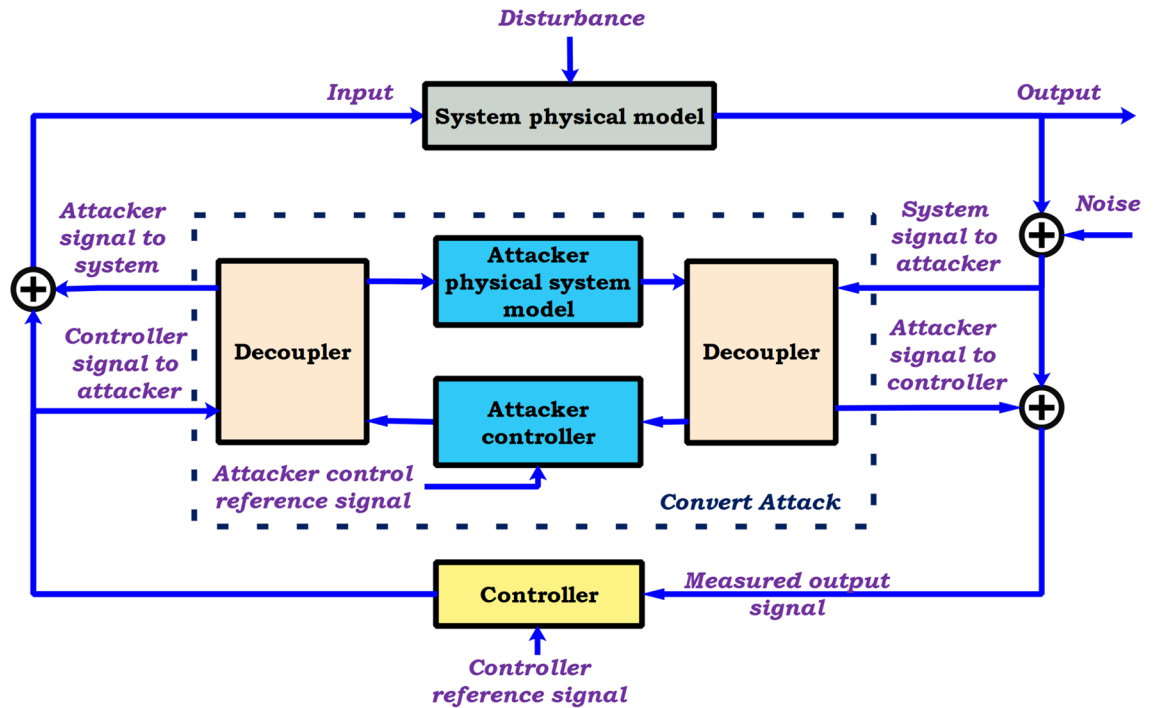 Disturbance
Input
System physical model
Output
Attacker
signal to
system
System
signal to
attacker
Noise
Attacker
physical system
model
Decoupler
Decoupler
Controller
signal to
attacker
Attacker
signal to
controller
Attacker
controller
Attacker control
reference signal
Convert Attack
Controller
Measured output
signal
Controller
reference signal